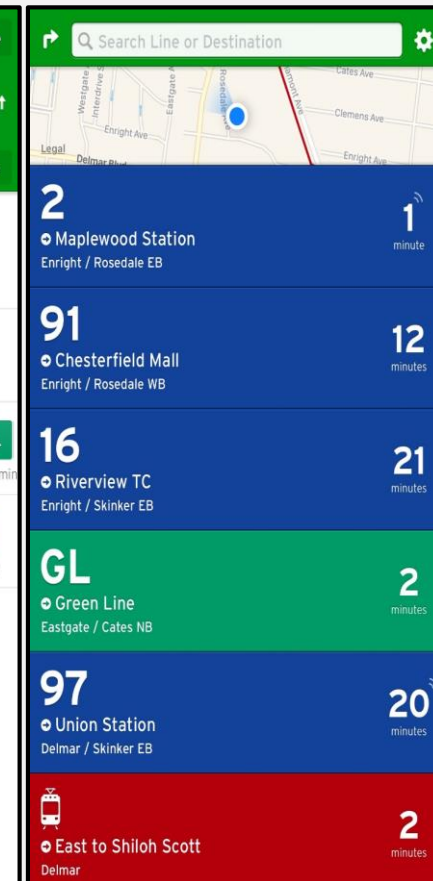 Search Line or Destination
Westgate
Interdrive
Eastgate A
Rosedale Ave
Cates Ave
Clemens Ave
Enright Ave
Enright Ave
Legal
Delmar Blvd
2
Maplewood Station
Enright / Rosedale EB
1
minute
91
Chesterfield Mall
Enright / Rosedale WB
12
minutes
16
Riverview TC
Enright / Skinker EB
21
minutes
min
GL
Green Line
Eastgate / Cates NB
2
minutes
97
Union Station
Delmar / Skinker EB
20
minutes
East to Shiloh Scott
Delmar
2
minutes